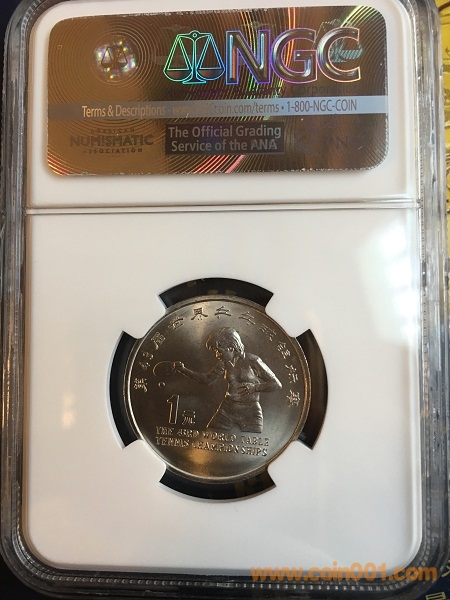 NGC
Terms & Descriptions
.com/terms • 1-800-NGC-COIN
NUMISMATIC
ASSOCIATION
The Official Grading
Service of the ANA
第43届世界乒乓球锦标赛
1元
THE 43RD WORLD TABLE
TENNIS CHAMPIONSHIPS
www.coin001.com